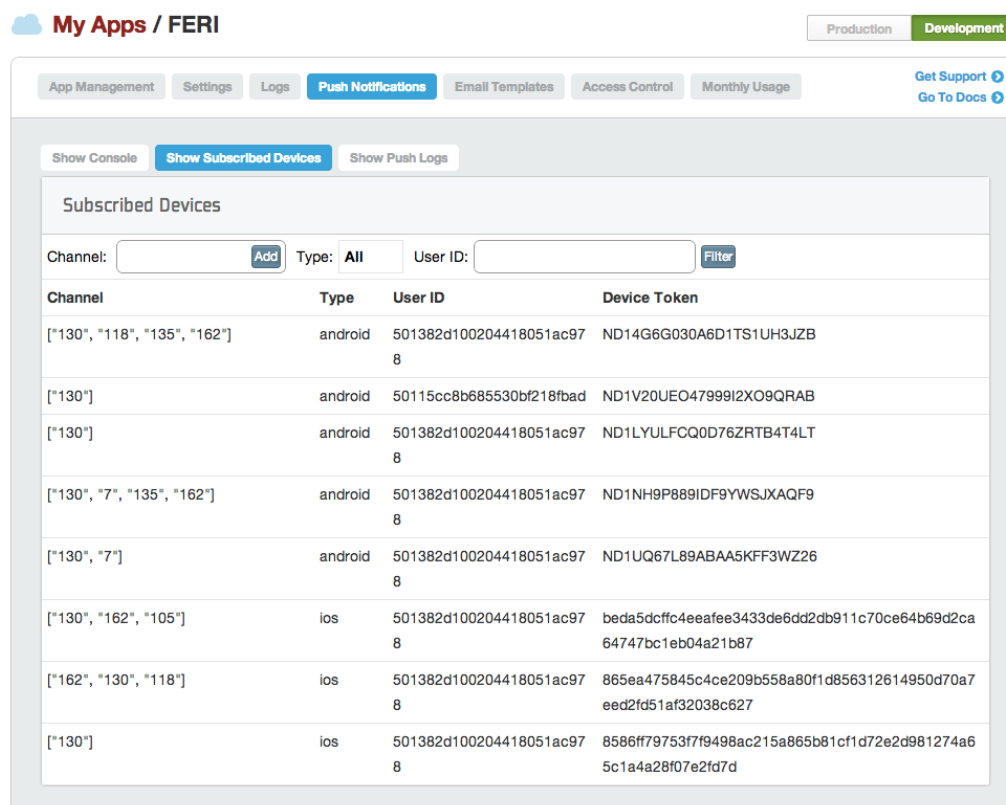 My Apps / FERI
Production Development
App Management Settings Logs Push Notifications Email Templates Access Control Monthly Usage
Get Support
Go To Docs
Show Console Show Subscribed Devices Show Push Logs
Subscribed Devices
Channel: Add Type: All User ID: Filter
Channel Type User ID Device Token
["130", "118", "135", "162"] android 501382d100204418051ac97 ND14G6G030A6D1TS1UH3JZB
8
["130"] android 50115cc8b685530bf218fbad ND1V20UEO47999I2XO9QRAB
["130"] android 501382d100204418051ac97 ND1LYULFCQ0D76ZRTB4T4LT
8
["130", "7", "135", "162"] android 501382d100204418051ac97 ND1NH9P889IDF9YWSJXAQF9
8
["130", "7"] android 501382d100204418051ac97 ND1UQ67L89ABAA5KFF3WZ26
8
["130", "162", "105"] ios 501382d100204418051ac97 beda5dcffc4eeafee3433de6dd2db911c70ce64b69d2ca
8 64747bc1eb04a21b87
["162", "130", "118"] ios 501382d100204418051ac97 865ea475845c4ce209b558a80f1d856312614950d70a7
8 eed2fd51af32038c627
["130"] ios 501382d100204418051ac97 8586ff79753f7f9498ac215a865b81cf1d72e2d981274a6
8 5c1a4a28f07e2fd7d